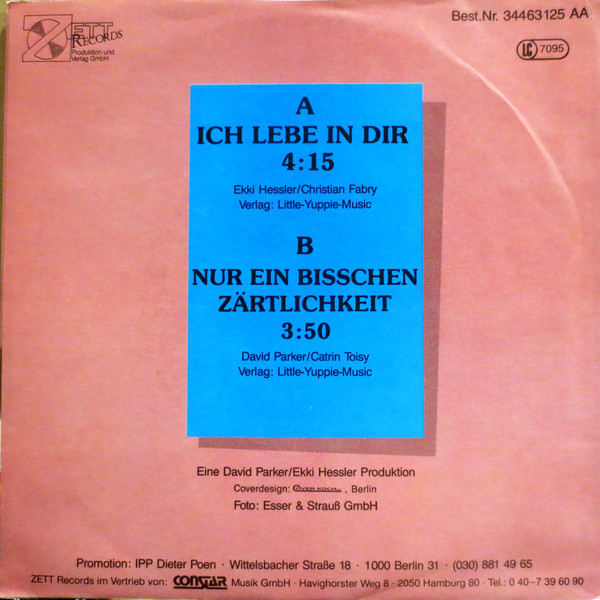 ZETT
RECORDS
Produktion und
Verlag GmbH
Best.Nr. 34463125 AA
LC 7095
A
ICH LEBE IN DIR
4:15
Ekki Hessler/Christian Fabry
Verlag: Little-Yuppie-Music
B
NUR EIN BISSCHEN
ZÄRTLICHKEIT
3:50
David Parker/Catrin Toisy
Verlag: Little-Yuppie-Music
Eine David Parker/Ekki Hessler Produktion
Coverdesign: , Berlin
Foto: Esser & Strauß GmbH
Promotion: IPP Dieter Poen · Wittelsbacher Straße 18 · 1000 Berlin 31 · (030) 881 49 65
ZETT Records im Vertrieb von: CONSTAR Musik GmbH · Havighorster Weg 8 · 2050 Hamburg 80 · Tel.: 0 40-7 39 60 90